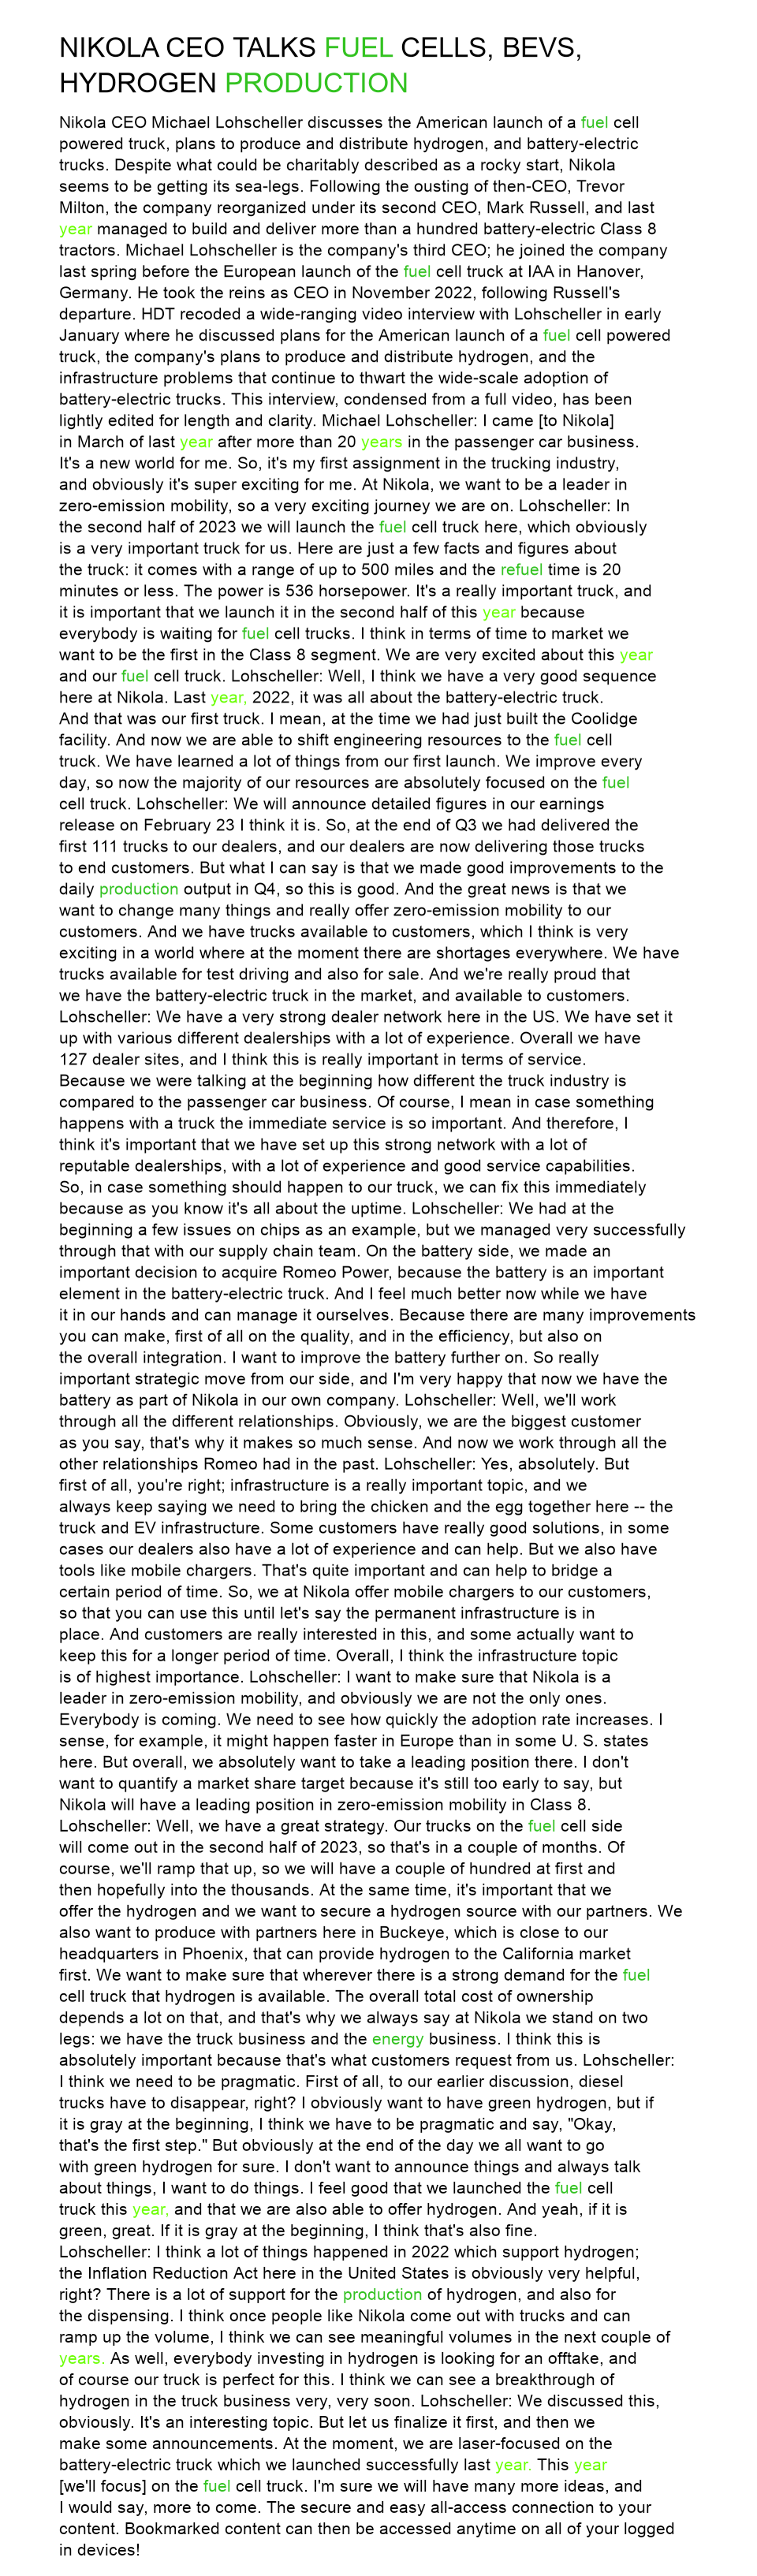 NIKOLA CEO TALKS FUEL CELLS, BEVS,
HYDROGEN PRODUCTION
Nikola CEO Michael Lohscheller discusses the American launch of a fuel cell
powered truck, plans to produce and distribute hydrogen, and battery-electric
trucks. Despite what could be charitably described as a rocky start, Nikola
seems to be getting its sea-legs. Following the ousting of then-CEO, Trevor
Milton, the company reorganized under its second CEO, Mark Russell, and last
year managed to build and deliver more than a hundred battery-electric Class 8
tractors. Michael Lohscheller is the company's third CEO; he joined the company
last spring before the European launch of the fuel cell truck at IAA in Hanover,
Germany. He took the reins as CEO in November 2022, following Russell's
departure. HDT recoded a wide-ranging video interview with Lohscheller in early
January where he discussed plans for the American launch of a fuel cell powered
truck, the company's plans to produce and distribute hydrogen, and the
infrastructure problems that continue to thwart the wide-scale adoption of
battery-electric trucks. This interview, condensed from a full video, has been
lightly edited for length and clarity. Michael Lohscheller: I came [to Nikola]
in March of last year after more than 20 years in the passenger car business.
It's a new world for me. So, it's my first assignment in the trucking industry,
and obviously it's super exciting for me. At Nikola, we want to be a leader in
zero-emission mobility, so a very exciting journey we are on. Lohscheller: In
the second half of 2023 we will launch the fuel cell truck here, which obviously
is a very important truck for us. Here are just a few facts and figures about
the truck: it comes with a range of up to 500 miles and the refuel time is 20
minutes or less. The power is 536 horsepower. It's a really important truck, and
it is important that we launch it in the second half of this year because
everybody is waiting for fuel cell trucks. I think in terms of time to market we
want to be the first in the Class 8 segment. We are very excited about this year
and our fuel cell truck. Lohscheller: Well, I think we have a very good sequence
here at Nikola. Last year, 2022, it was all about the battery-electric truck.
And that was our first truck. I mean, at the time we had just built the Coolidge
facility. And now we are able to shift engineering resources to the fuel cell
truck. We have learned a lot of things from our first launch. We improve every
day, so now the majority of our resources are absolutely focused on the fuel
cell truck. Lohscheller: We will announce detailed figures in our earnings
release on February 23 I think it is. So, at the end of Q3 we had delivered the
first 111 trucks to our dealers, and our dealers are now delivering those trucks
to end customers. But what I can say is that we made good improvements to the
daily production output in Q4, so this is good. And the great news is that we
want to change many things and really offer zero-emission mobility to our
customers. And we have trucks available to customers, which I think is very
exciting in a world where at the moment there are shortages everywhere. We have
trucks available for test driving and also for sale. And we're really proud that
we have the battery-electric truck in the market, and available to customers.
Lohscheller: We have a very strong dealer network here in the US. We have set it
up with various different dealerships with a lot of experience. Overall we have
127 dealer sites, and I think this is really important in terms of service.
Because we were talking at the beginning how different the truck industry is
compared to the passenger car business. Of course, I mean in case something
happens with a truck the immediate service is so important. And therefore, I
think it's important that we have set up this strong network with a lot of
reputable dealerships, with a lot of experience and good service capabilities.
So, in case something should happen to our truck, we can fix this immediately
because as you know it's all about the uptime. Lohscheller: We had at the
beginning a few issues on chips as an example, but we managed very successfully
through that with our supply chain team. On the battery side, we made an
important decision to acquire Romeo Power, because the battery is an important
element in the battery-electric truck. And I feel much better now while we have
it in our hands and can manage it ourselves. Because there are many improvements
you can make, first of all on the quality, and in the efficiency, but also on
the overall integration. I want to improve the battery further on. So really
important strategic move from our side, and I'm very happy that now we have the
battery as part of Nikola in our own company. Lohscheller: Well, we'll work
through all the different relationships. Obviously, we are the biggest customer
as you say, that's why it makes so much sense. And now we work through all the
other relationships Romeo had in the past. Lohscheller: Yes, absolutely. But
first of all, you're right; infrastructure is a really important topic, and we
always keep saying we need to bring the chicken and the egg together here -- the
truck and EV infrastructure. Some customers have really good solutions, in some
cases our dealers also have a lot of experience and can help. But we also have
tools like mobile chargers. That's quite important and can help to bridge a
certain period of time. So, we at Nikola offer mobile chargers to our customers,
so that you can use this until let's say the permanent infrastructure is in
place. And customers are really interested in this, and some actually want to
keep this for a longer period of time. Overall, I think the infrastructure topic
is of highest importance. Lohscheller: I want to make sure that Nikola is a
leader in zero-emission mobility, and obviously we are not the only ones.
Everybody is coming. We need to see how quickly the adoption rate increases. I
sense, for example, it might happen faster in Europe than in some U. S. states
here. But overall, we absolutely want to take a leading position there. I don't
want to quantify a market share target because it's still too early to say, but
Nikola will have a leading position in zero-emission mobility in Class 8.
Lohscheller: Well, we have a great strategy. Our trucks on the fuel cell side
will come out in the second half of 2023, so that's in a couple of months. Of
course, we'll ramp that up, so we will have a couple of hundred at first and
then hopefully into the thousands. At the same time, it's important that we
offer the hydrogen and we want to secure a hydrogen source with our partners. We
also want to produce with partners here in Buckeye, which is close to our
headquarters in Phoenix, that can provide hydrogen to the California market
first. We want to make sure that wherever there is a strong demand for the fuel
cell truck that hydrogen is available. The overall total cost of ownership
depends a lot on that, and that's why we always say at Nikola we stand on two
legs: we have the truck business and the energy business. I think this is
absolutely important because that's what customers request from us. Lohscheller:
I think we need to be pragmatic. First of all, to our earlier discussion, diesel
trucks have to disappear, right? I obviously want to have green hydrogen, but if
it is gray at the beginning, I think we have to be pragmatic and say, "Okay,
that's the first step." But obviously at the end of the day we all want to go
with green hydrogen for sure. I don't want to announce things and always talk
about things, I want to do things. I feel good that we launched the fuel cell
truck this year, and that we are also able to offer hydrogen. And yeah, if it is
green, great. If it is gray at the beginning, I think that's also fine.
Lohscheller: I think a lot of things happened in 2022 which support hydrogen;
the Inflation Reduction Act here in the United States is obviously very helpful,
right? There is a lot of support for the production of hydrogen, and also for
the dispensing. I think once people like Nikola come out with trucks and can
ramp up the volume, I think we can see meaningful volumes in the next couple of
years. As well, everybody investing in hydrogen is looking for an offtake, and
of course our truck is perfect for this. I think we can see a breakthrough of
hydrogen in the truck business very, very soon. Lohscheller: We discussed this,
obviously. It's an interesting topic. But let us finalize it first, and then we
make some announcements. At the moment, we are laser-focused on the
battery-electric truck which we launched successfully last year. This year
[we'll focus] on the fuel cell truck. I'm sure we will have many more ideas, and
I would say, more to come. The secure and easy all-access connection to your
content. Bookmarked content can then be accessed anytime on all of your logged
in devices!